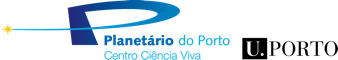 Planetário do Porto
Centro Ciência Viva
U.PORTO